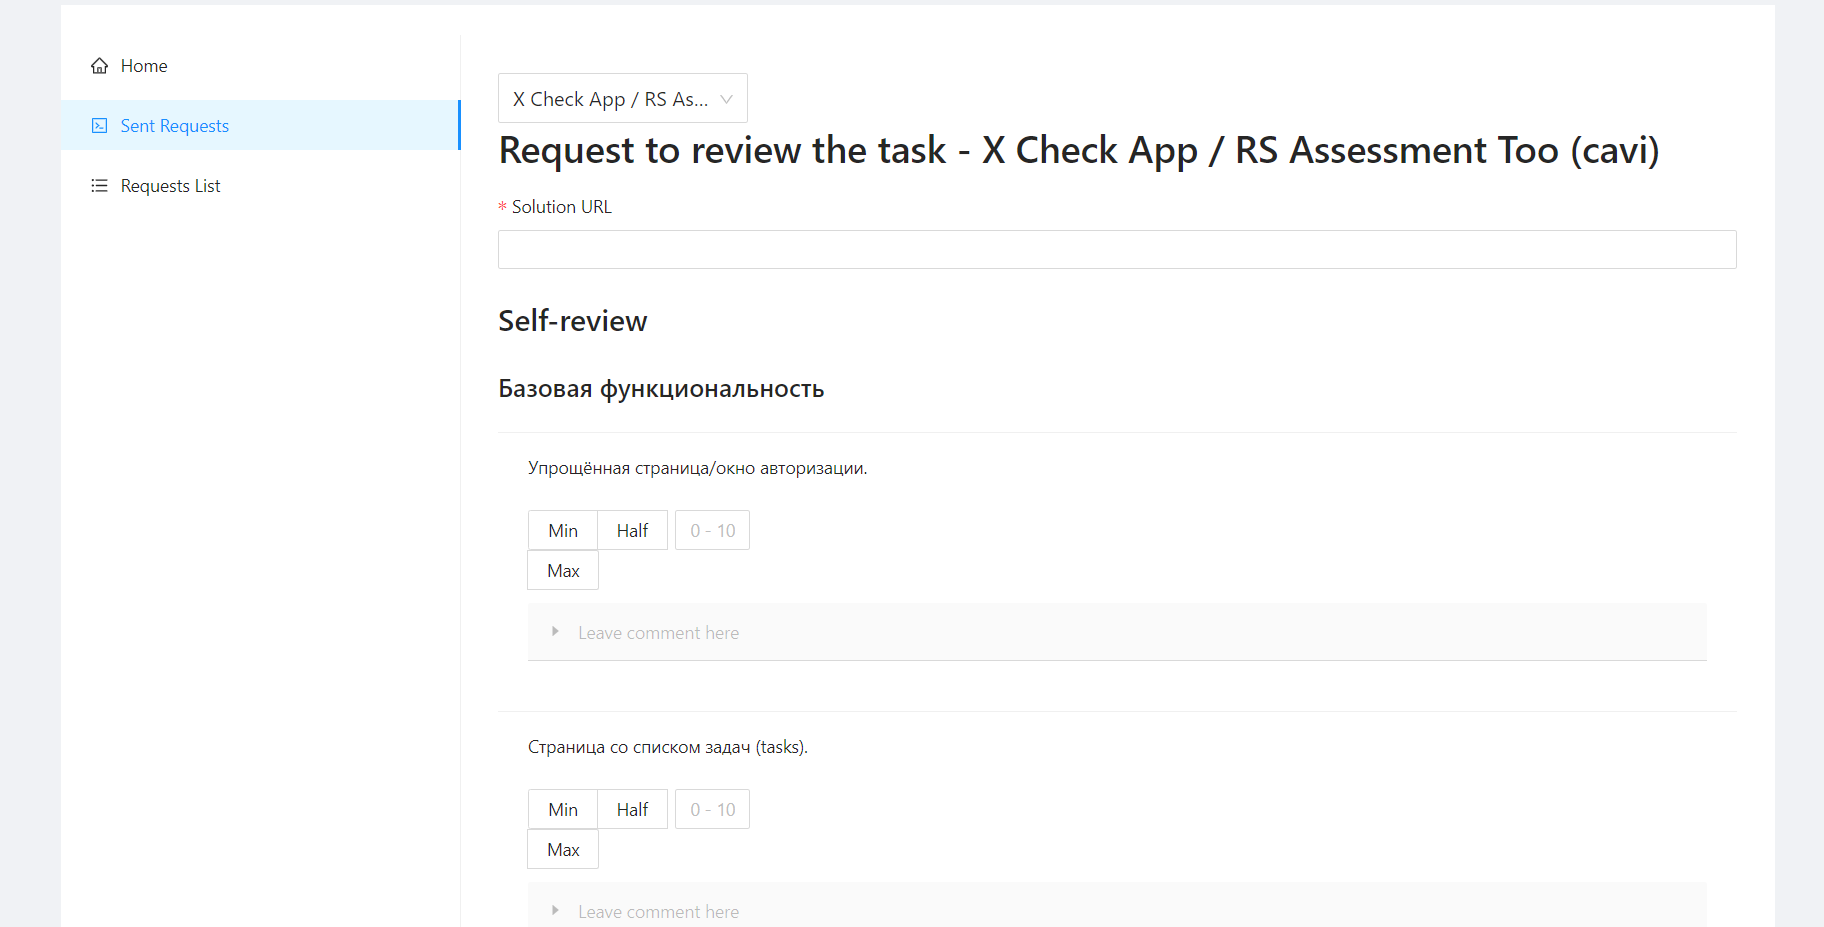 Home
Sent Requests
Requests List
X Check App / RS As...
Request to review the task - X Check App / RS Assessment Too (cavi)
* Solution URL
Self-review
Базовая функциональность
Упрощённая страница/окно авторизации.
Min Half 0 - 10
Max
Leave comment here
Страница со списком задач (tasks).
Min Half 0 - 10
Max
Leave comment here